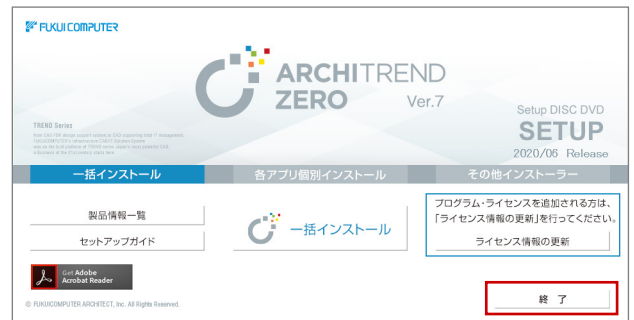 FUKUI COMPUTER
ARCHITREND
ZERO Ver.7
Setup DISC DVD
SETUP
2020/06 Release
TREND Series
一括インストール
各アプリ個別インストール
その他インストーラー
製品情報一覧
セットアップガイド
一括インストール
プログラム・ライセンスを追加される方は、
「ライセンス情報の更新」を行ってください。
ライセンス情報の更新
Get Adobe
Acrobat Reader
© FUKUICOMPUTER ARCHITECT, Inc. All Rights Reserved.
終 了